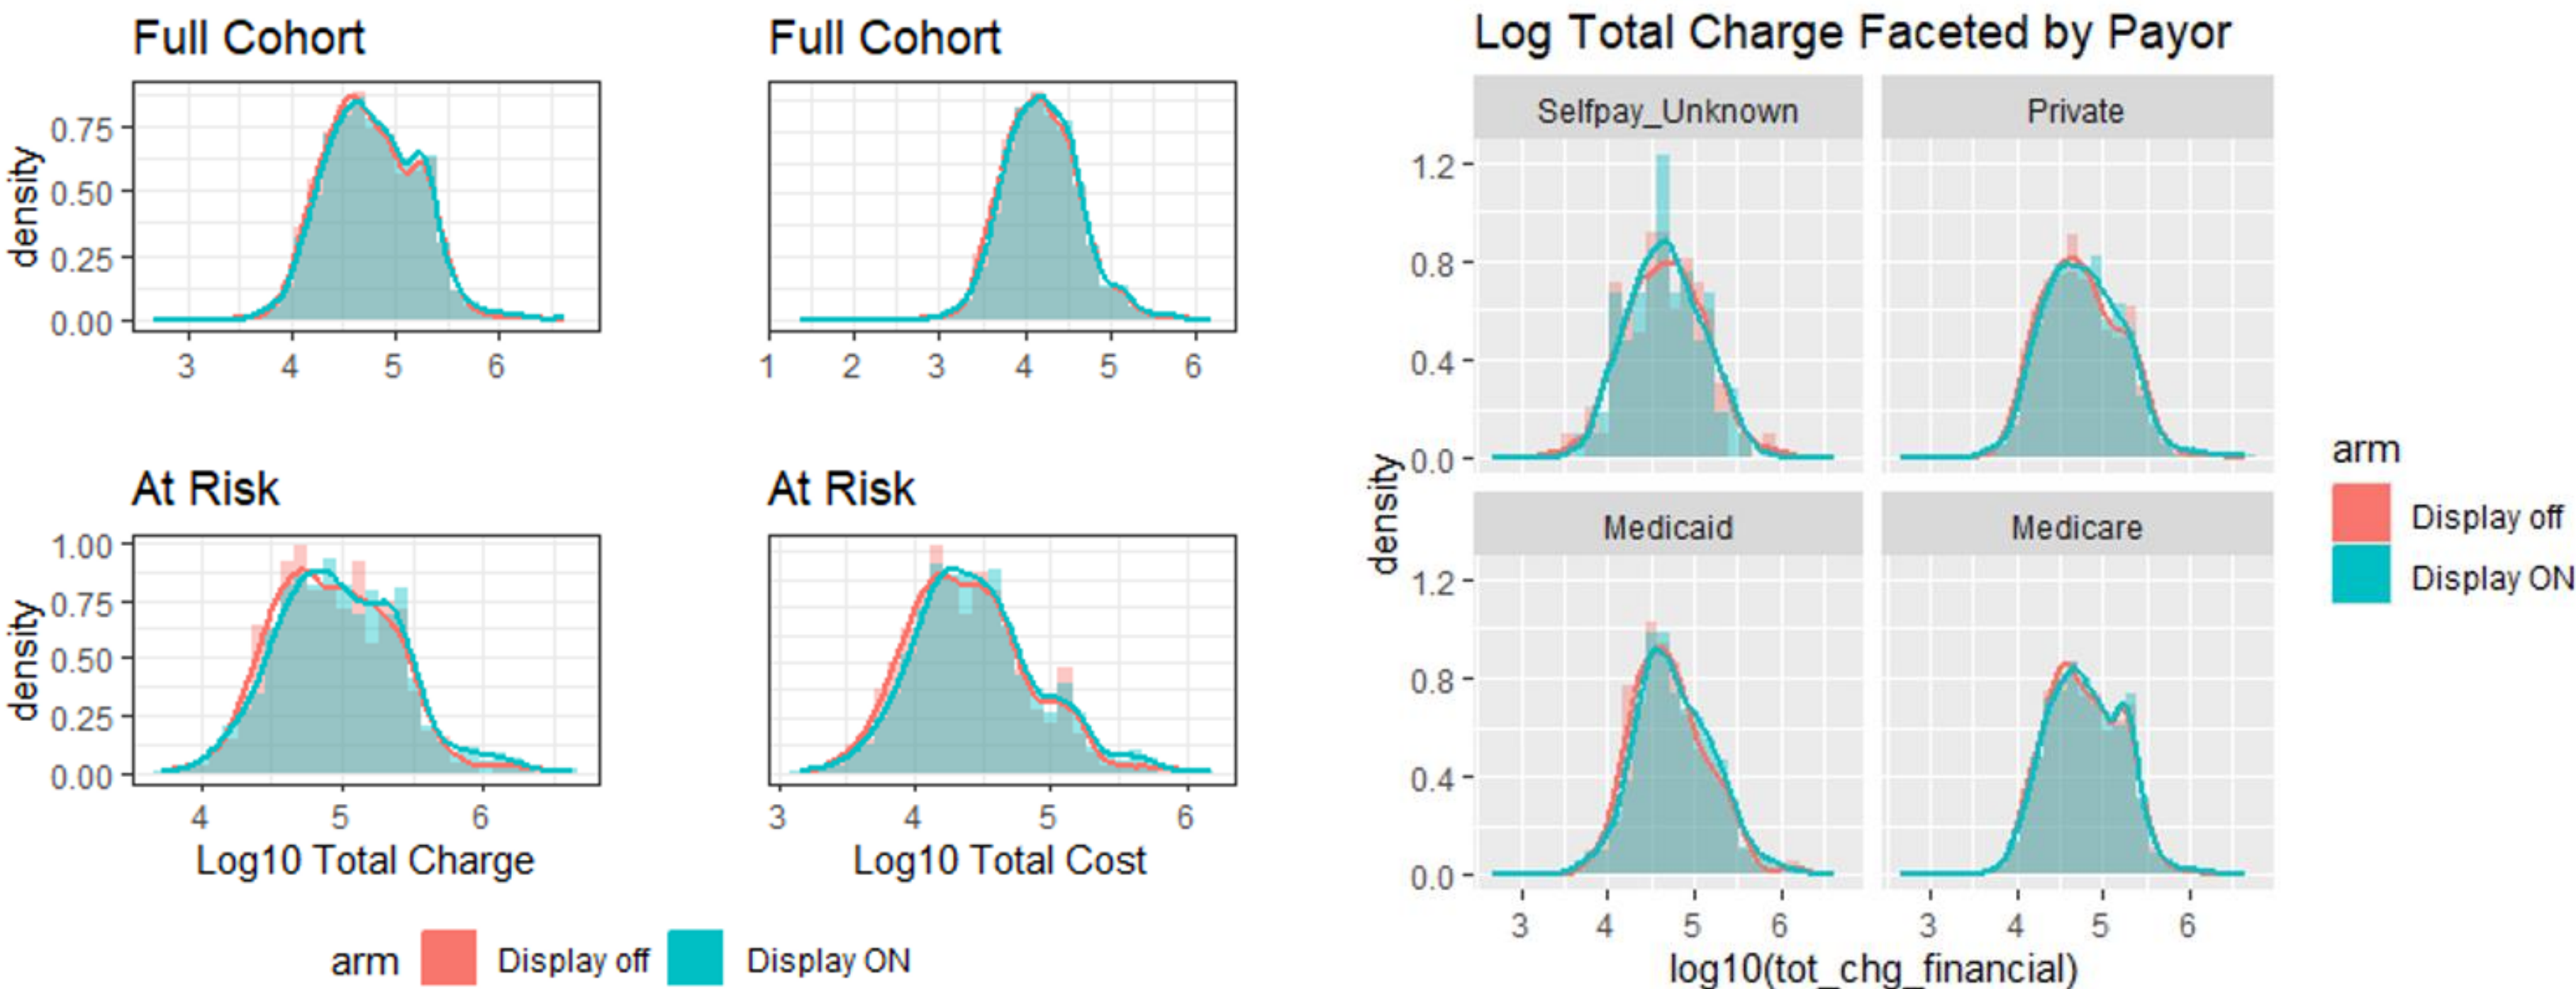 Full Cohort
density
0.75
0.50
0.25
0.00
3 4 5 6
Full Cohort
1 2 3 4 5 6
At Risk
density
1.00
0.75
0.50
0.25
0.00
4 5 6
Log10 Total Charge
At Risk
3 4 5 6
Log10 Total Cost
arm Display off Display ON
Log Total Charge Faceted by Payor
Selfpay_Unknown Private
1.2
0.8
0.4
0.0
density
Medicaid Medicare
1.2
0.8
0.4
0.0
3 4 5 6 3 4 5 6
log10(tot_chg_financial)
arm
Display off
Display ON